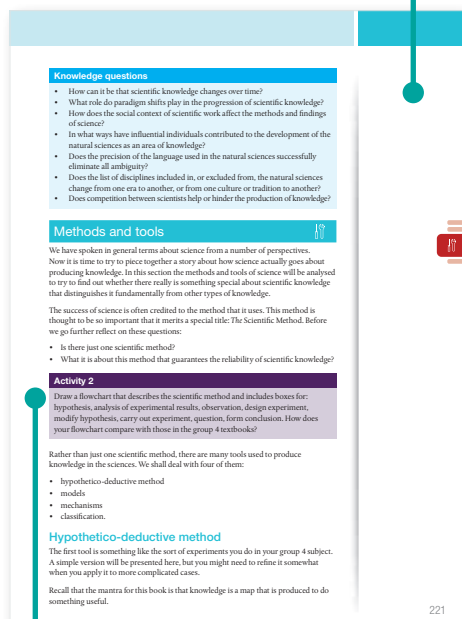 Knowledge questions
• How can it be that scientific knowledge changes over time?
• What role do paradigm shifts play in the progression of scientific knowledge?
• How does the social context of scientific work affect the methods and findings
of science?
• In what ways have influential individuals contributed to the development of the
natural sciences as an area of knowledge?
• Does the precision of the language used in the natural sciences successfully
eliminate all ambiguity?
• Does the list of disciplines included in, or excluded from, the natural sciences
change from one era to another, or from one culture or tradition to another?
• Does competition between scientists help or hinder the production of knowledge?
Methods and tools
We have spoken in general terms about science from a number of perspectives.
Now it is time to try to piece together a story about how science actually goes about
producing knowledge. In this section the methods and tools of science will be analysed
to try to find out whether there really is something special about scientific knowledge
that distinguishes it fundamentally from other types of knowledge.
The success of science is often credited to the method that it uses. This method is
thought to be so important that it merits a special title: The Scientific Method. Before
we go further reflect on these questions:
• Is there just one scientific method?
• What it is about this method that guarantees the reliability of scientific knowledge?
Activity 2
Draw a flowchart that describes the scientific method and includes boxes for:
hypothesis, analysis of experimental results, observation, design experiment,
modify hypothesis, carry out experiment, question, form conclusion. How does
your flowchart compare with those in the group 4 textbooks?
Rather than just one scientific method, there are many tools used to produce
knowledge in the sciences. We shall deal with four of them:
• hypothetico-deductive method
• models
• mechanisms
• classification.
Hypothetico-deductive method
The first tool is something like the sort of experiments you do in your group 4 subject.
A simple version will be presented here, but you might need to refine it somewhat
when you apply it to more complicated cases.
Recall that the mantra for this book is that knowledge is a map that is produced to do
something useful.
221